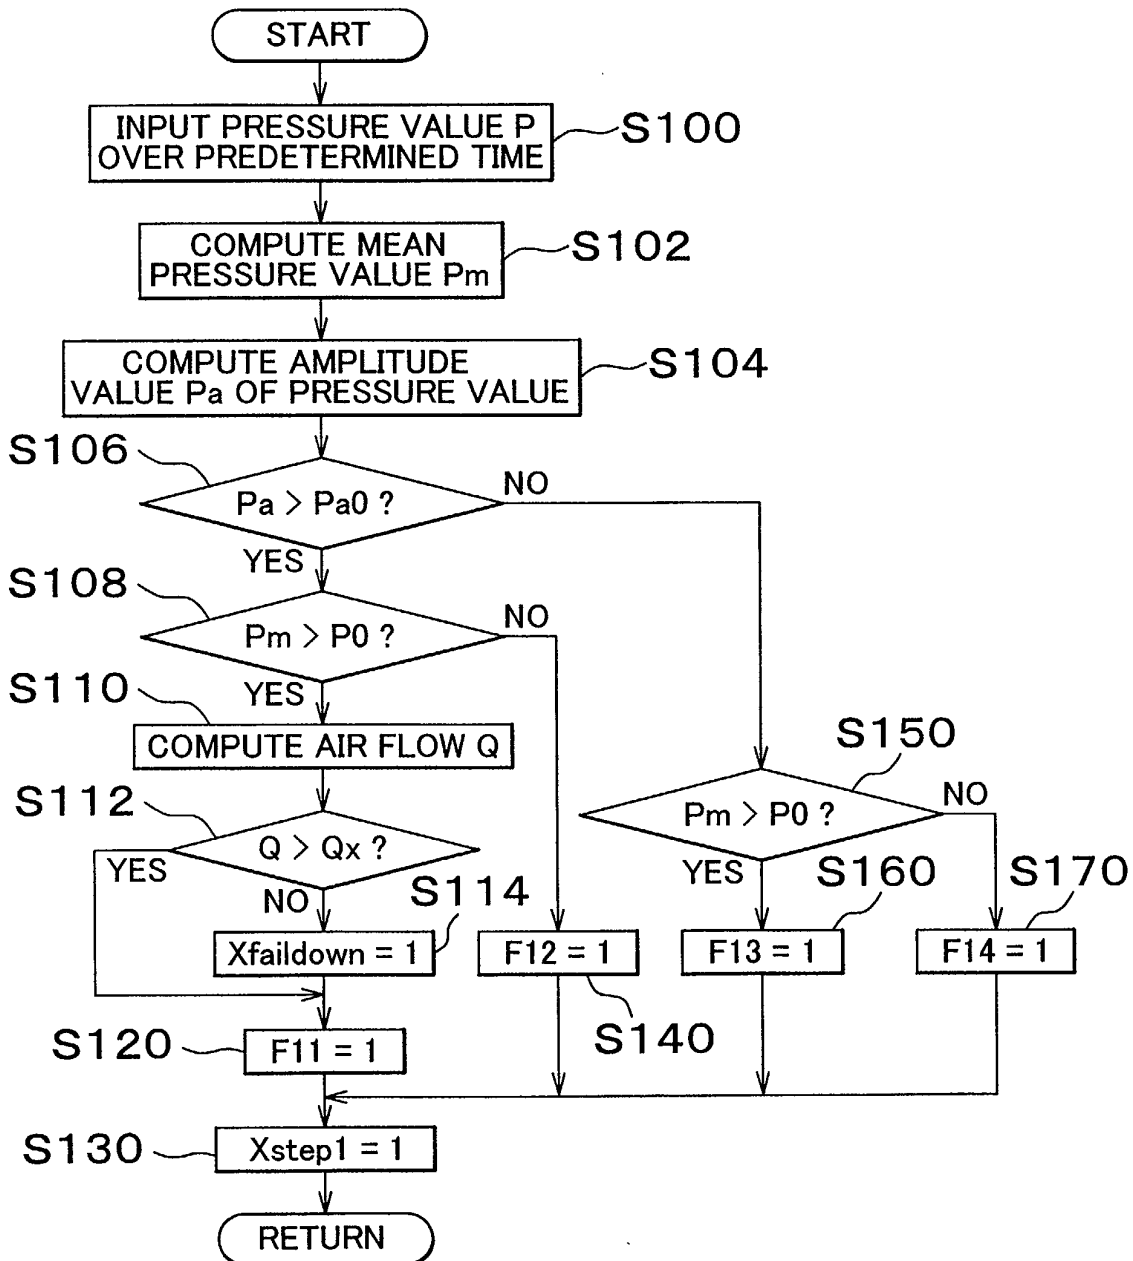 START
INPUT PRESSURE VALUE P
OVER PREDETERMINED TIME
S100
COMPUTE MEAN
PRESSURE VALUE Pm
S102
COMPUTE AMPLITUDE
VALUE Pa OF PRESSURE VALUE
S104
S106
Pa > Pa0 ?
NO
YES
S108
Pm > P0 ?
NO
YES
S110
COMPUTE AIR FLOW Q
S112
Q > Qx ?
YES
NO
S114
Xfaildown = 1
S120
F11 = 1
F12 = 1
S140
S150
Pm > P0 ?
NO
YES
S160
F13 = 1
S170
F14 = 1
S130
Xstep1 = 1
RETURN